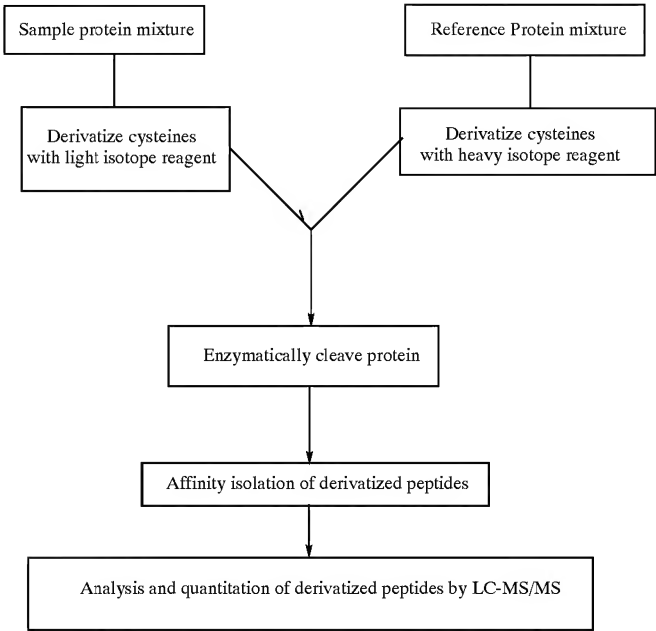 Sample protein mixture
Reference Protein mixture
Derivatize cysteines
with light isotope reagent
Derivatize cysteines
with heavy isotope reagent
Enzymatically cleave protein
Affinity isolation of derivatized peptides
Analysis and quantitation of derivatized peptides by LC-MS/MS